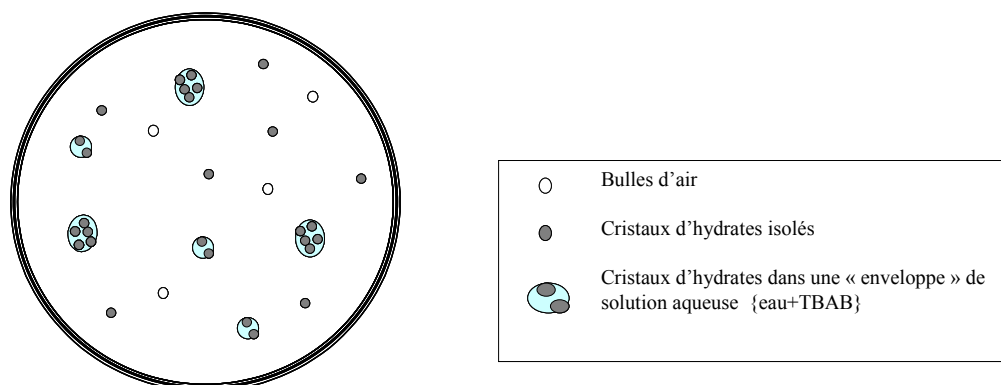 Bulles d’air
Cristaux d’hydrates isolés
Cristaux d’hydrates dans une « enveloppe » de
solution aqueuse {eau+TBAB}